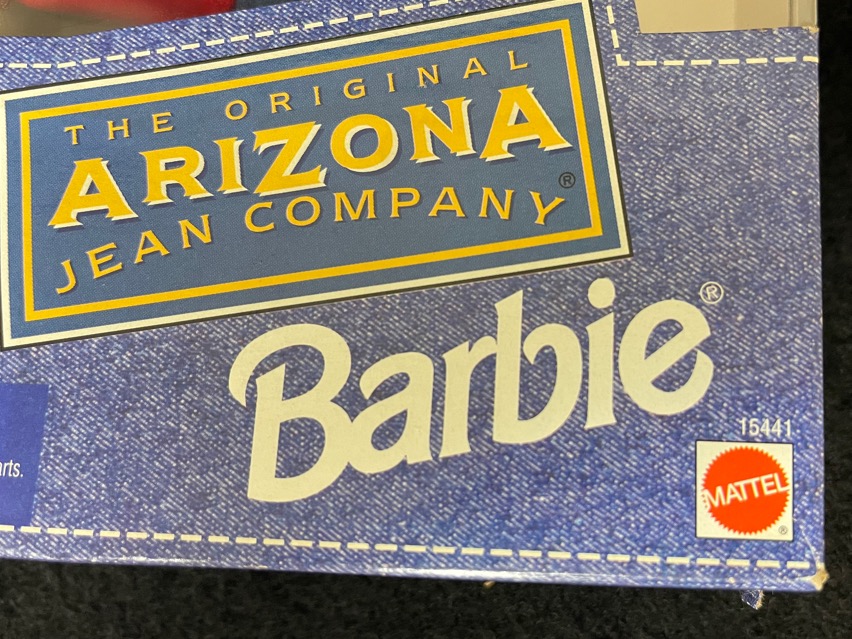 THE ORIGINAL
ARIZONA®
JEAN COMPANY
Barbie®
15441
MATTEL®